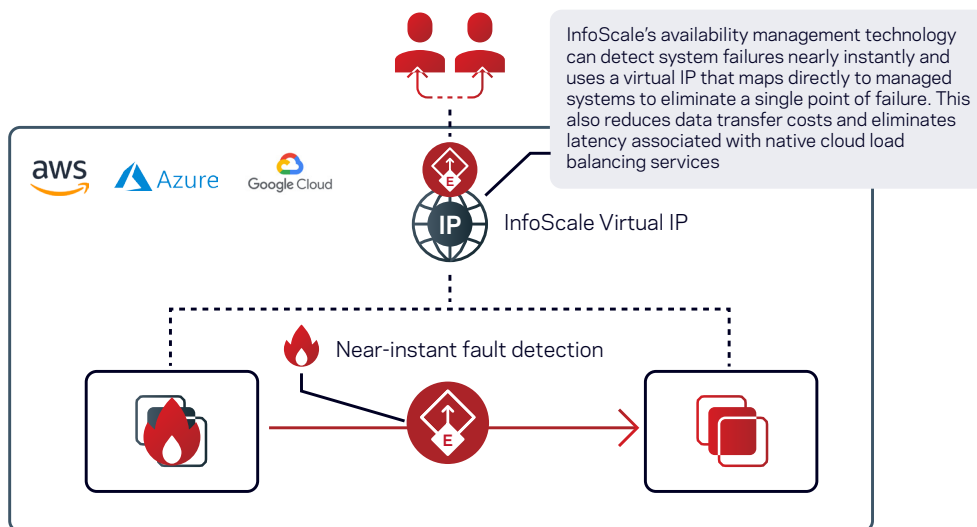 InfoScale's availability management technology
can detect system failures nearly instantly and
uses a virtual IP that maps directly to managed
systems to eliminate a single point of failure. This
also reduces data transfer costs and eliminates
latency associated with native cloud load
balancing services
aws
Azure
Google Cloud
E
IP
InfoScale Virtual IP
Near-instant fault detection
E